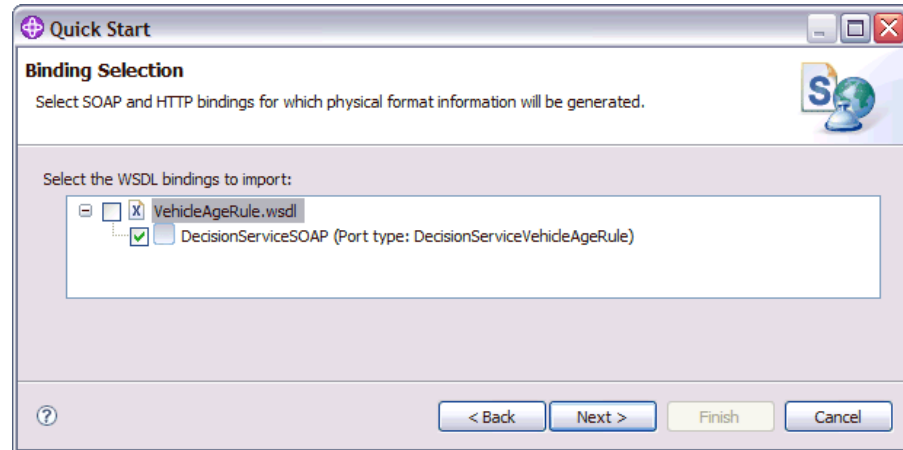 Quick Start
Binding Selection
Select SOAP and HTTP bindings for which physical format information will be generated.
S
Select the WSDL bindings to import:
X VehicleAgeRule.wsdl
DecisionServiceSOAP (Port type: DecisionServiceVehicleAgeRule)
? < Back Next > Finish Cancel